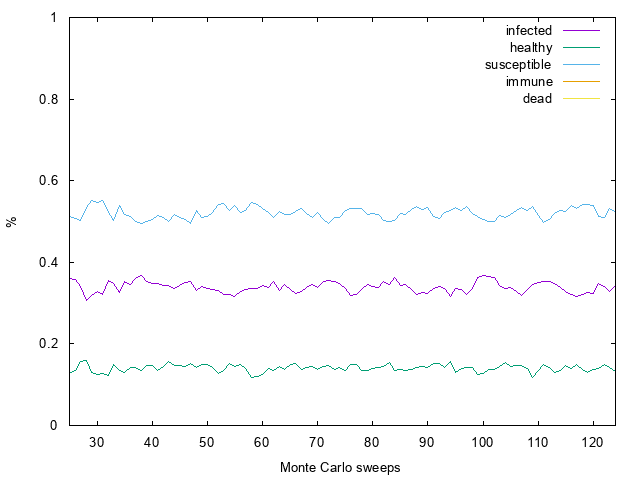 1
0.8
0.6
0.4
0.2
0
%
30 40 50 60 70 80 90 100 110 120
Monte Carlo sweeps
infected
healthy
susceptible
immune
dead